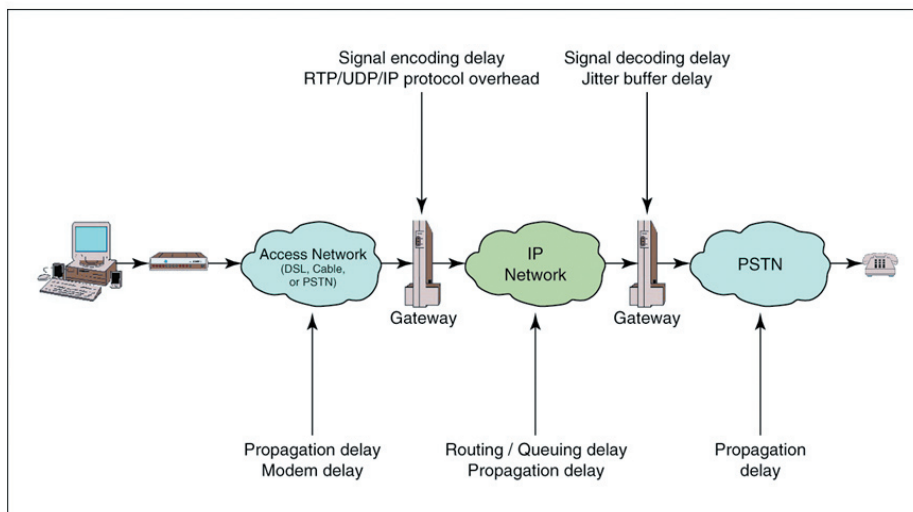 Signal encoding delay
RTP/UDP/IP protocol overhead
Signal decoding delay
Jitter buffer delay
Access Network
(DSL, Cable,
or PSTN)
Gateway
IP
Network
Gateway
PSTN
Propagation delay
Modem delay
Routing / Queuing delay
Propagation delay
Propagation
delay